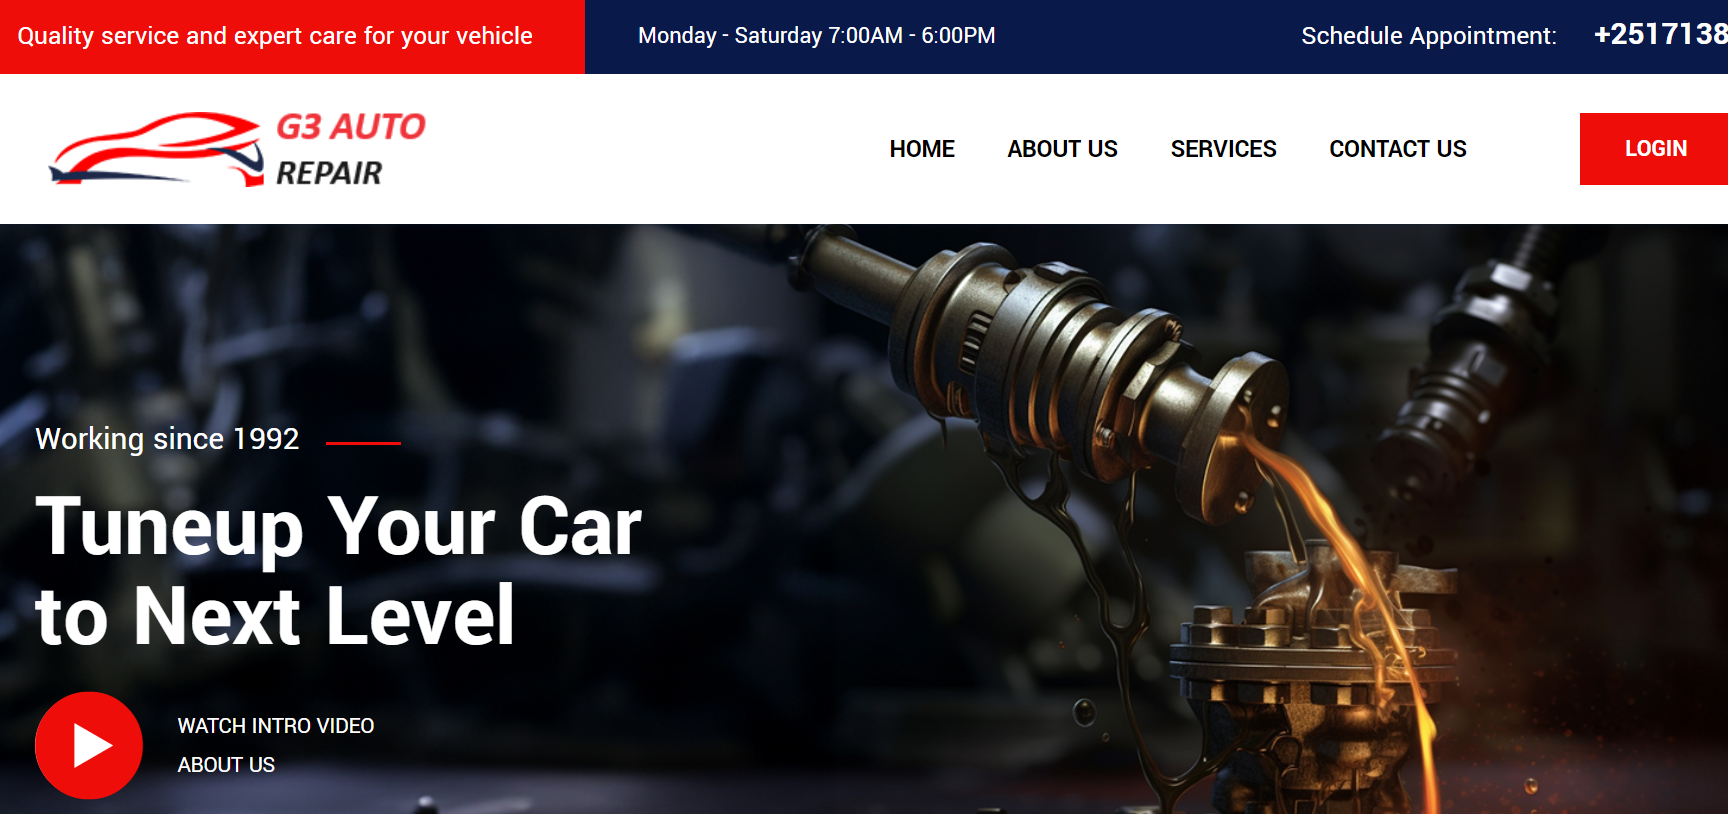 Quality service and expert care for your vehicle
Monday - Saturday 7:00AM - 6:00PM
Schedule Appointment: +2517138
G3 AUTO
REPAIR
HOME
ABOUT US
SERVICES
CONTACT US
LOGIN
Working since 1992
Tuneup Your Car
to Next Level
WATCH INTRO VIDEO
ABOUT US